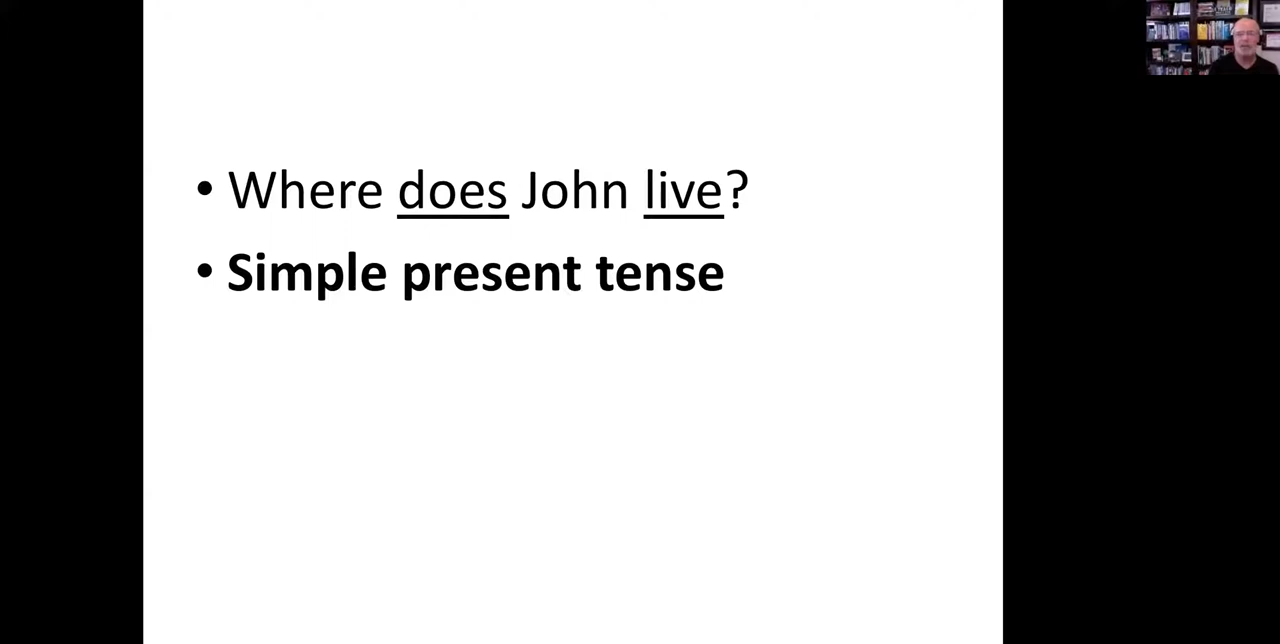 • Where does John live?
• Simple present tense